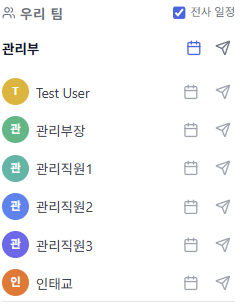 우리 팀
전사 일정
관리부
T Test User
관 관리부장
관 관리직원1
관 관리직원2
관 관리직원3
인 인태교